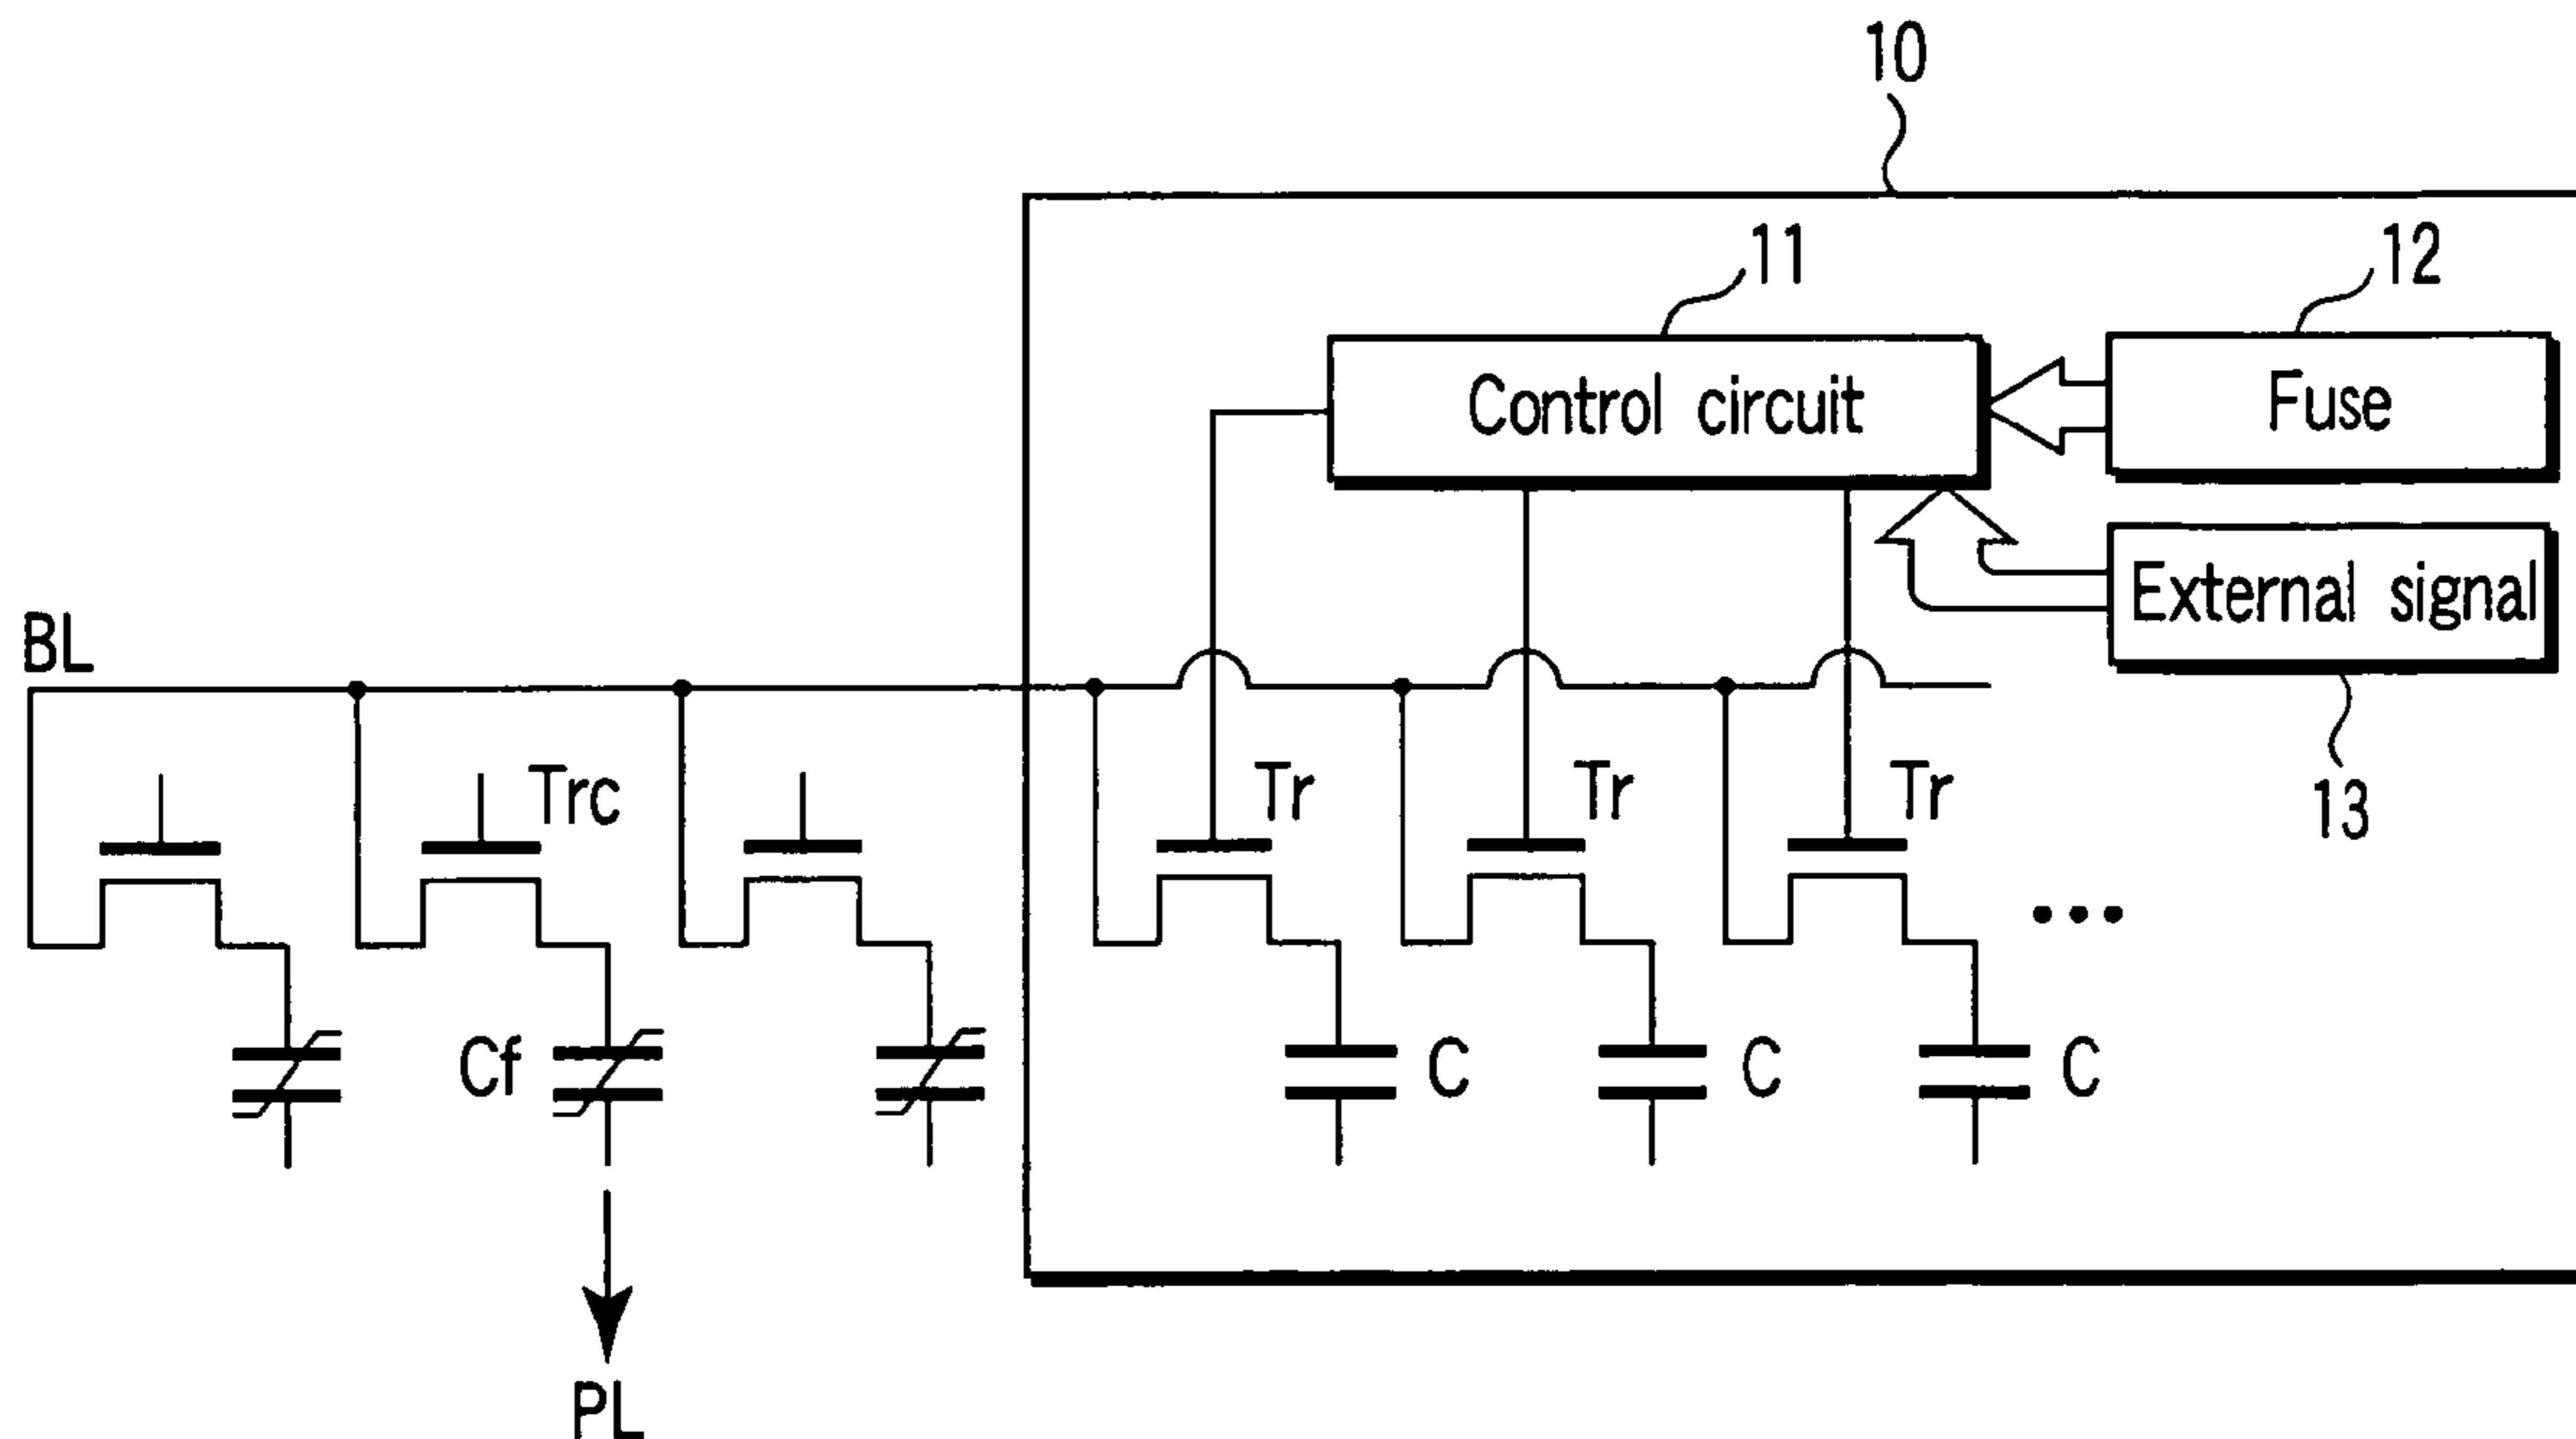 10
11
12
Control circuit
Fuse
External signal
BL
Trc
Tr
Tr
Tr
13
Cf
C
C
C
PL